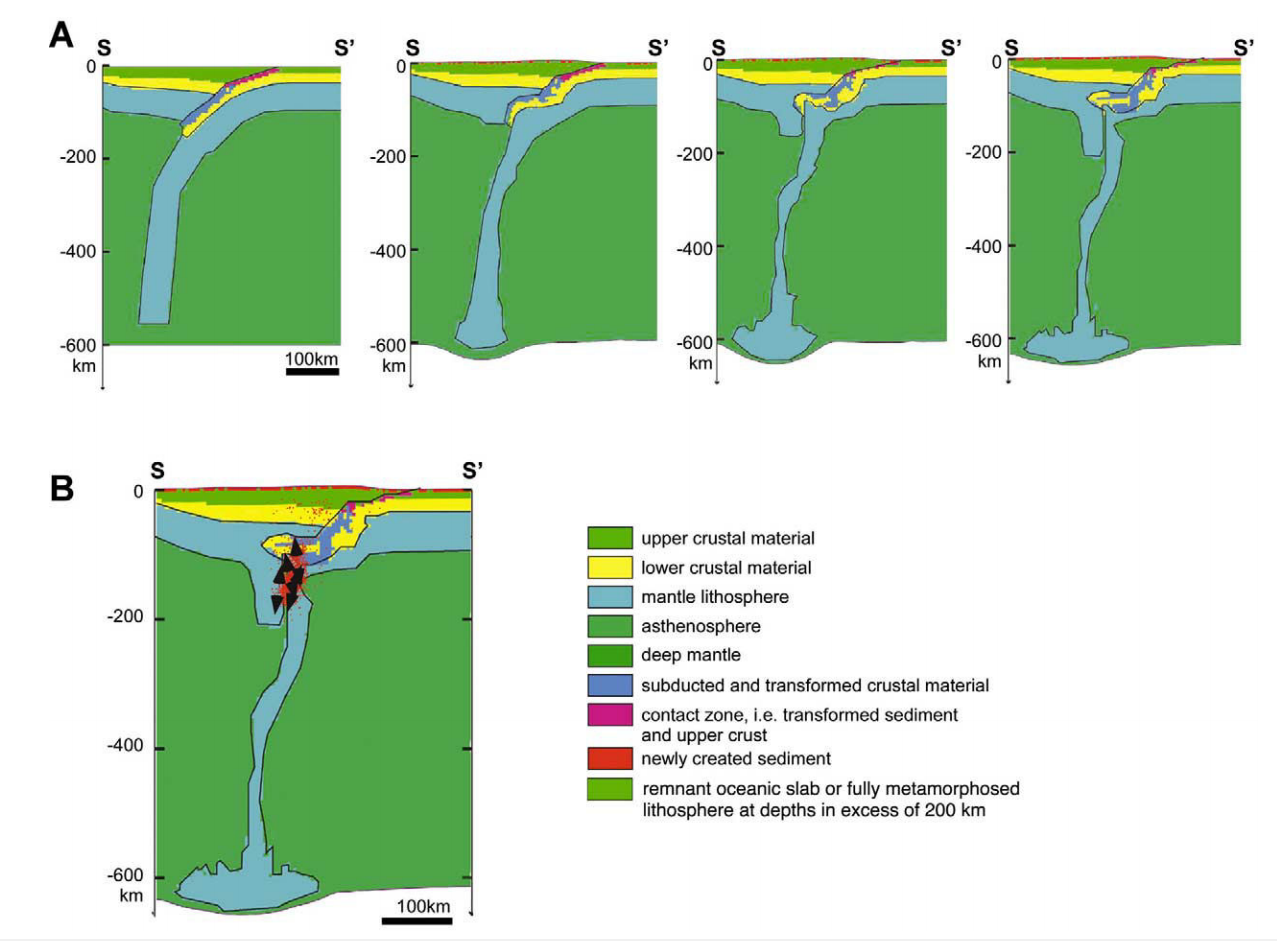 A
S S’ S S’ S S’ S S’
0 0 0 0
-200 -200 -200 -200
-400 -400 -400 -400
-600 -600 -600 -600
km km km km
100km
B
S S’
0
-200
-400
-600
km
100km
upper crustal material
lower crustal material
mantle lithosphere
asthenosphere
deep mantle
subducted and transformed crustal material
contact zone, i.e. transformed sediment
and upper crust
newly created sediment
remnant oceanic slab or fully metamorphosed
lithosphere at depths in excess of 200 km